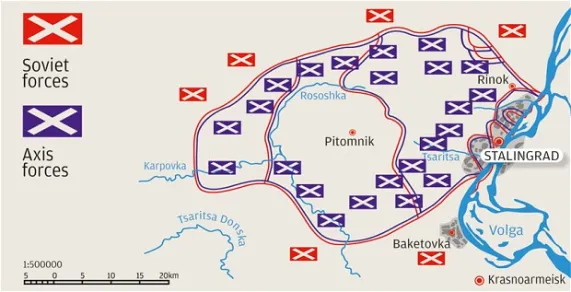 Soviet
forces
Axis
forces
Rososhka
Rinok
Pitomnik
Karpovka
Tsaritsa
STALINGRAD
Tsaritsa Donska
Baketovka
Volga
Krasnoarmeisk
1:500000
5 0 5 10 15 20km